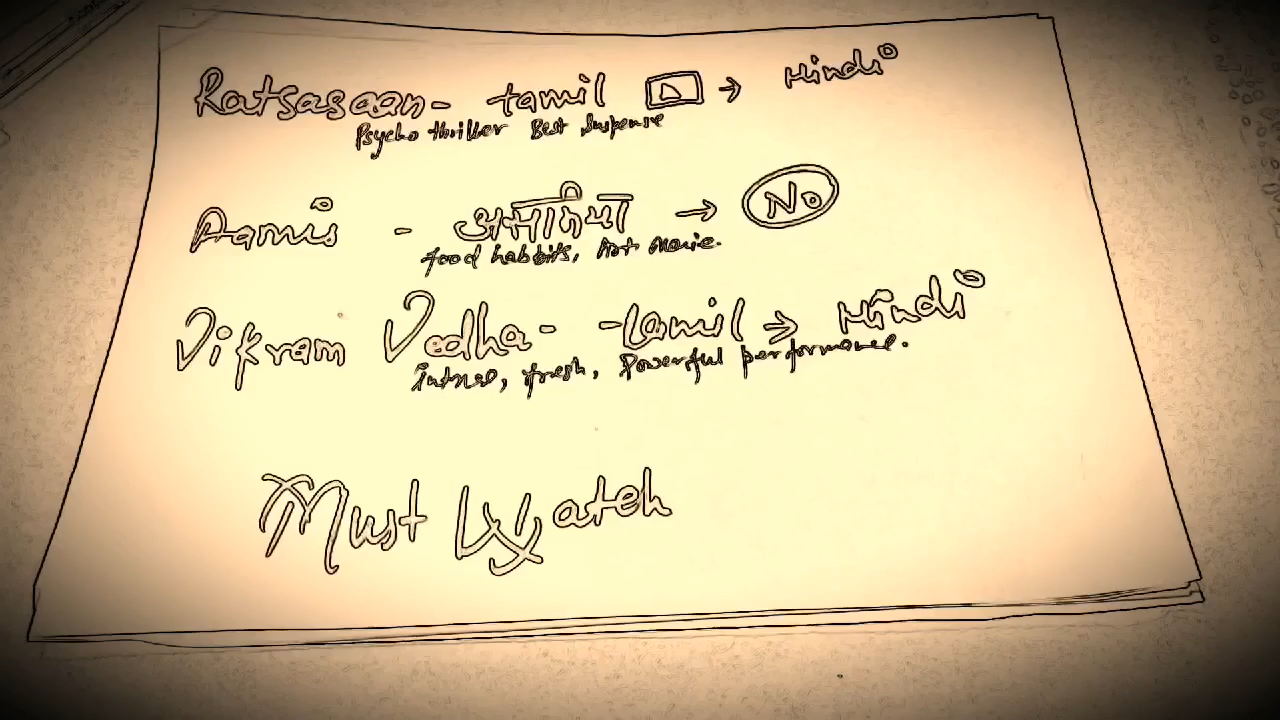 Ratsasaan- tamil → Hindi
Psycho thriller Best Suspense
Aamis - असमिया → No
food habbits, Art movie.
Vikram Vedha- -tamil → Hindi
intnse, fresh, Powerful performance.
Must Watch